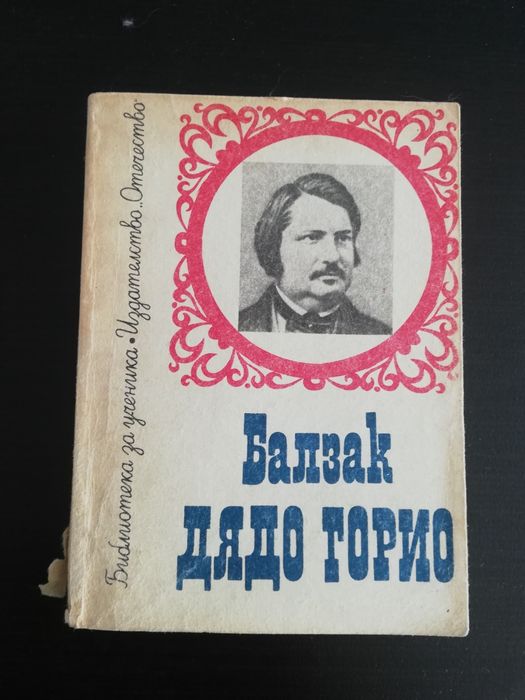 Библиотека за ученика • Издателство „Отечество“
Балзак
ДЯДО ГОРИО